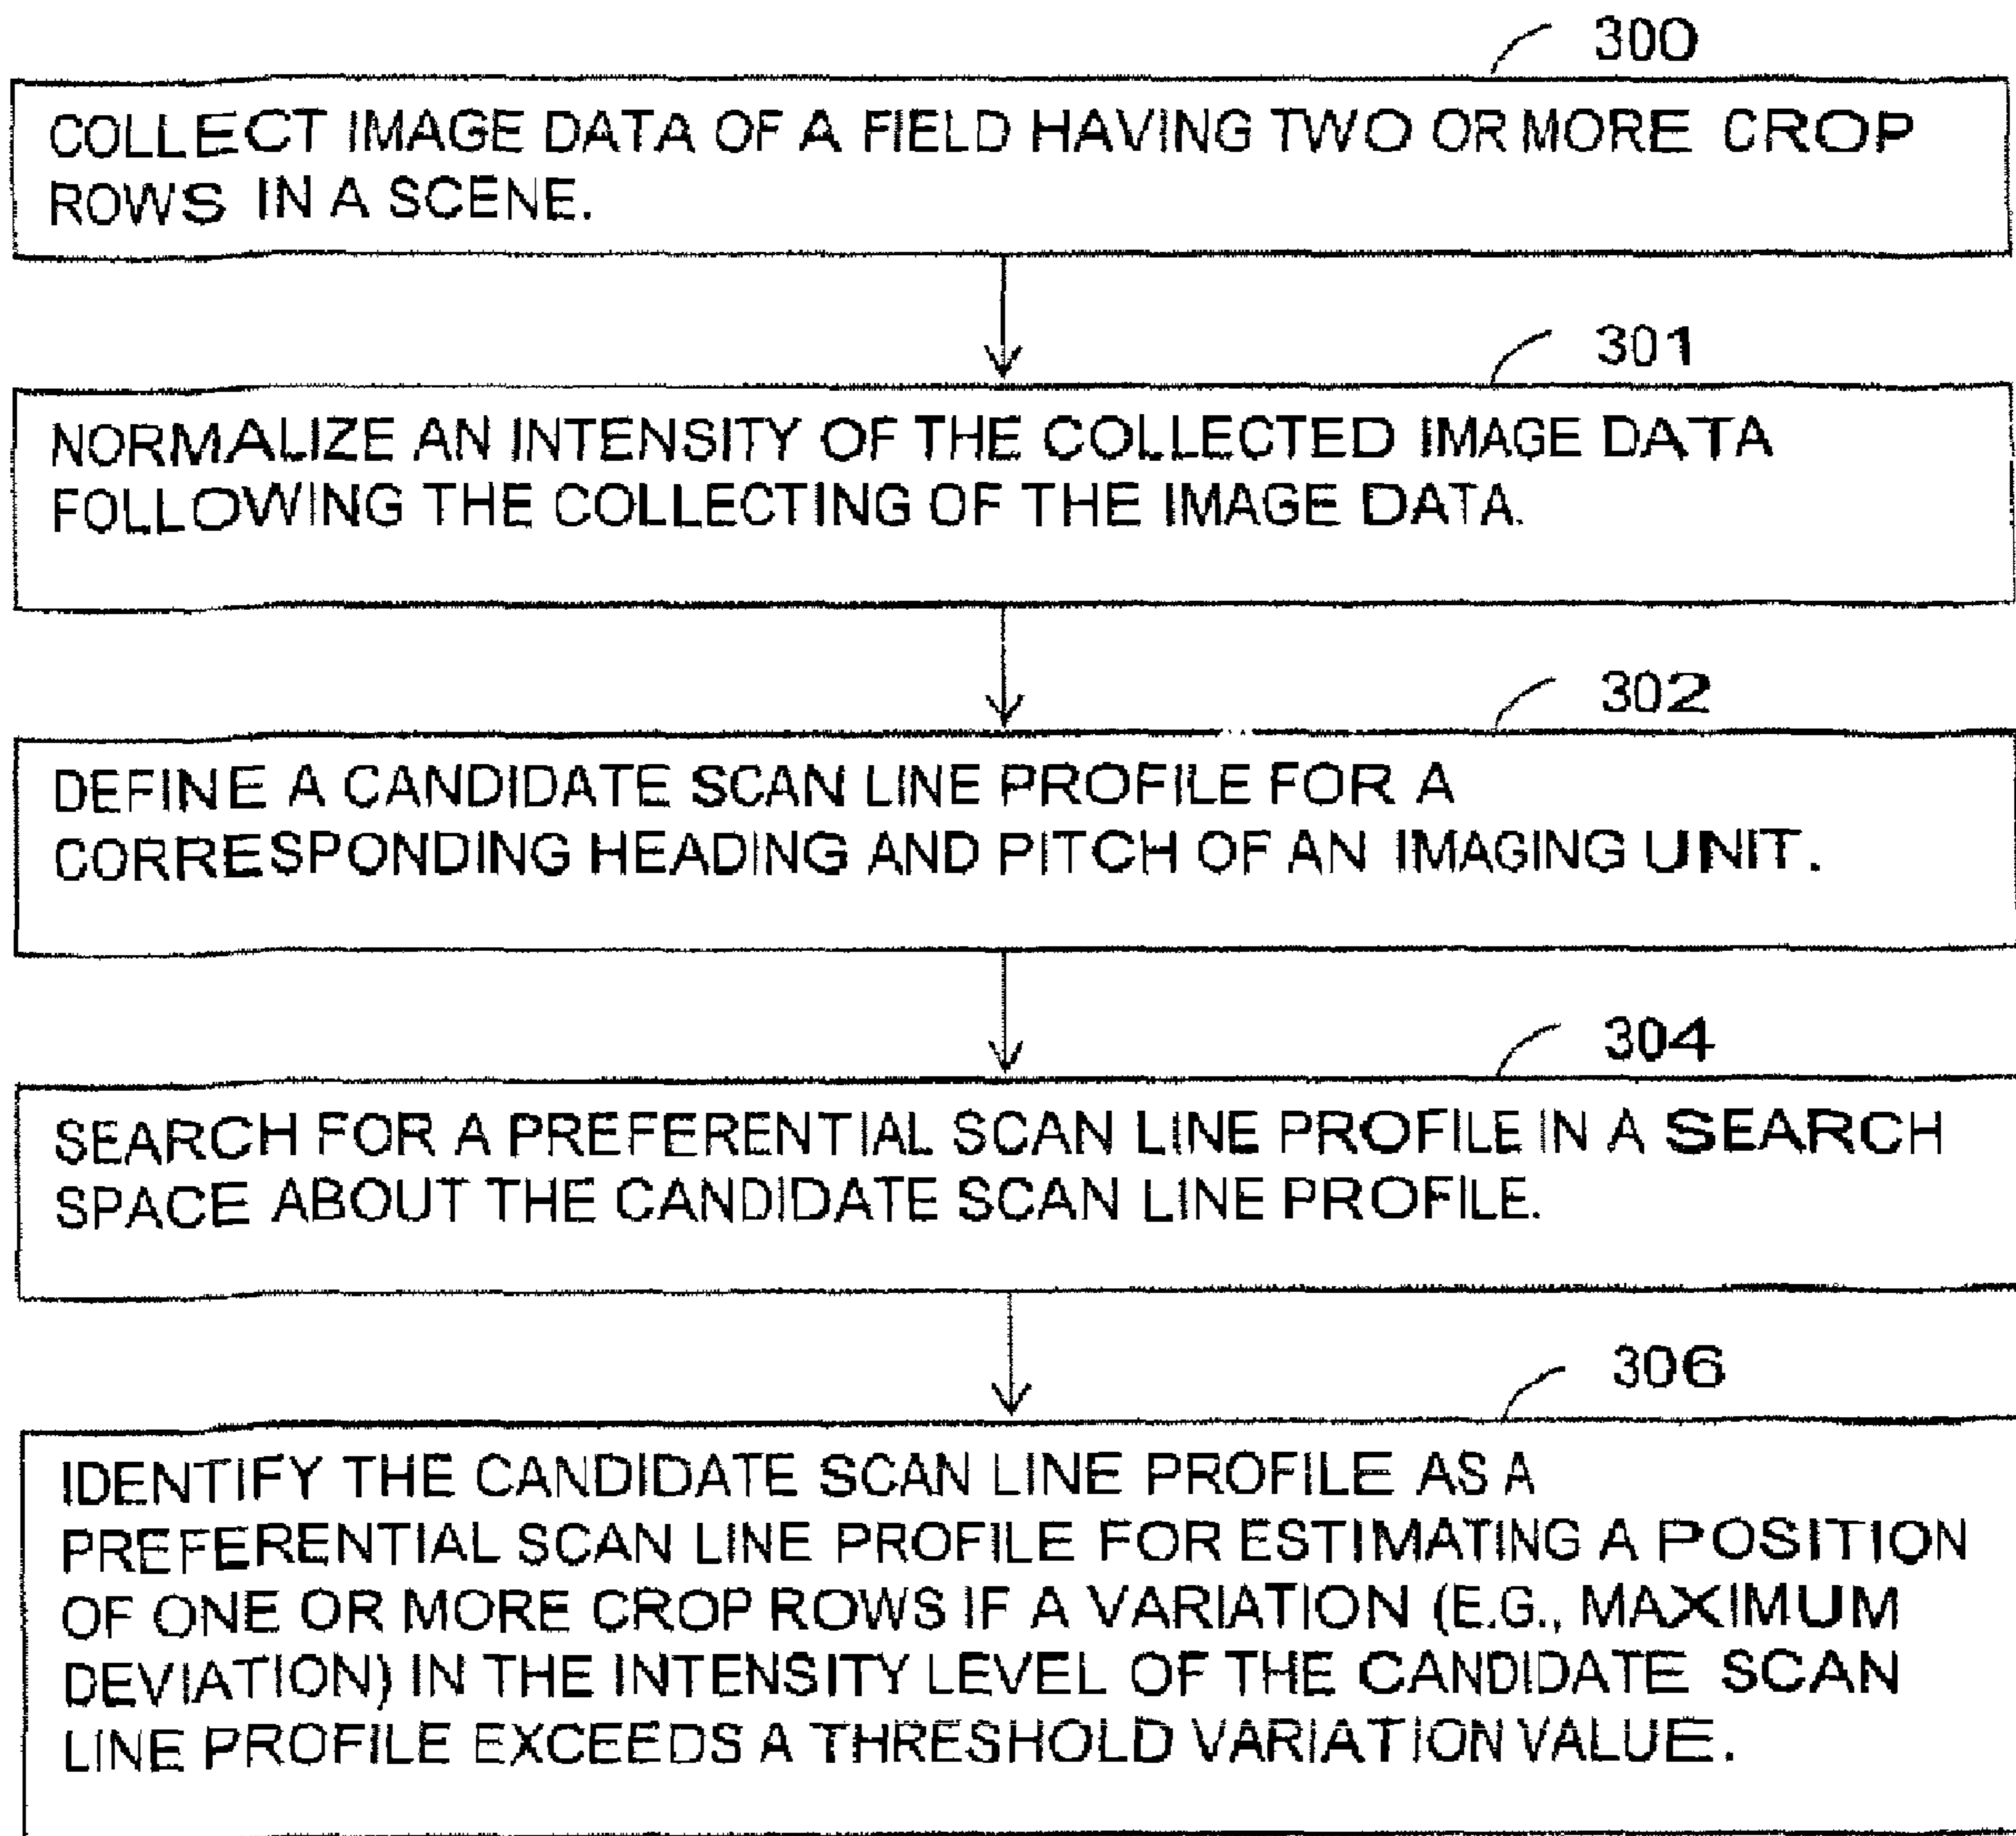 300
COLLECT IMAGE DATA OF A FIELD HAVING TWO OR MORE CROP
ROWS IN A SCENE.
301
NORMALIZE AN INTENSITY OF THE COLLECTED IMAGE DATA
FOLLOWING THE COLLECTING OF THE IMAGE DATA.
302
DEFINE A CANDIDATE SCAN LINE PROFILE FOR A
CORRESPONDING HEADING AND PITCH OF AN IMAGING UNIT.
304
SEARCH FOR A PREFERENTIAL SCAN LINE PROFILE IN A SEARCH
SPACE ABOUT THE CANDIDATE SCAN LINE PROFILE.
306
IDENTIFY THE CANDIDATE SCAN LINE PROFILE AS A
PREFERENTIAL SCAN LINE PROFILE FOR ESTIMATING A POSITION
OF ONE OR MORE CROP ROWS IF A VARIATION (E.G., MAXIMUM
DEVIATION) IN THE INTENSITY LEVEL OF THE CANDIDATE SCAN
LINE PROFILE EXCEEDS A THRESHOLD VARIATION VALUE.